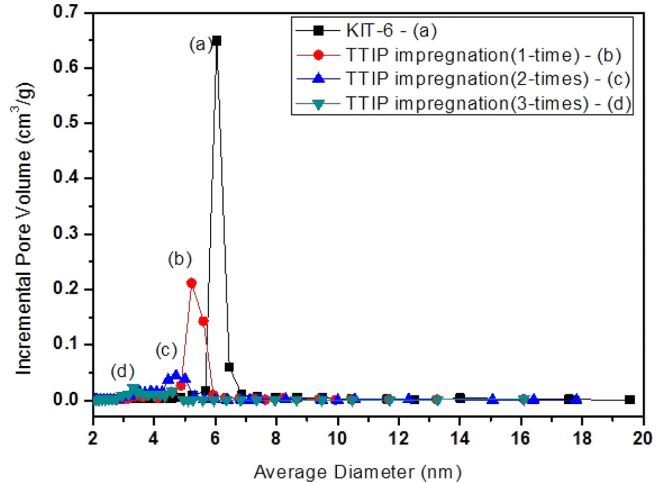 KIT-6 - (a)
TTIP impregnation(1-time) - (b)
TTIP impregnation(2-times) - (c)
TTIP impregnation(3-times) - (d)
(a)
(b)
(c)
(d)
0.7
0.6
0.5
0.4
0.3
0.2
0.1
0.0
Incremental Pore Volume (cm³/g)
2 4 6 8 10 12 14 16 18 20
Average Diameter (nm)